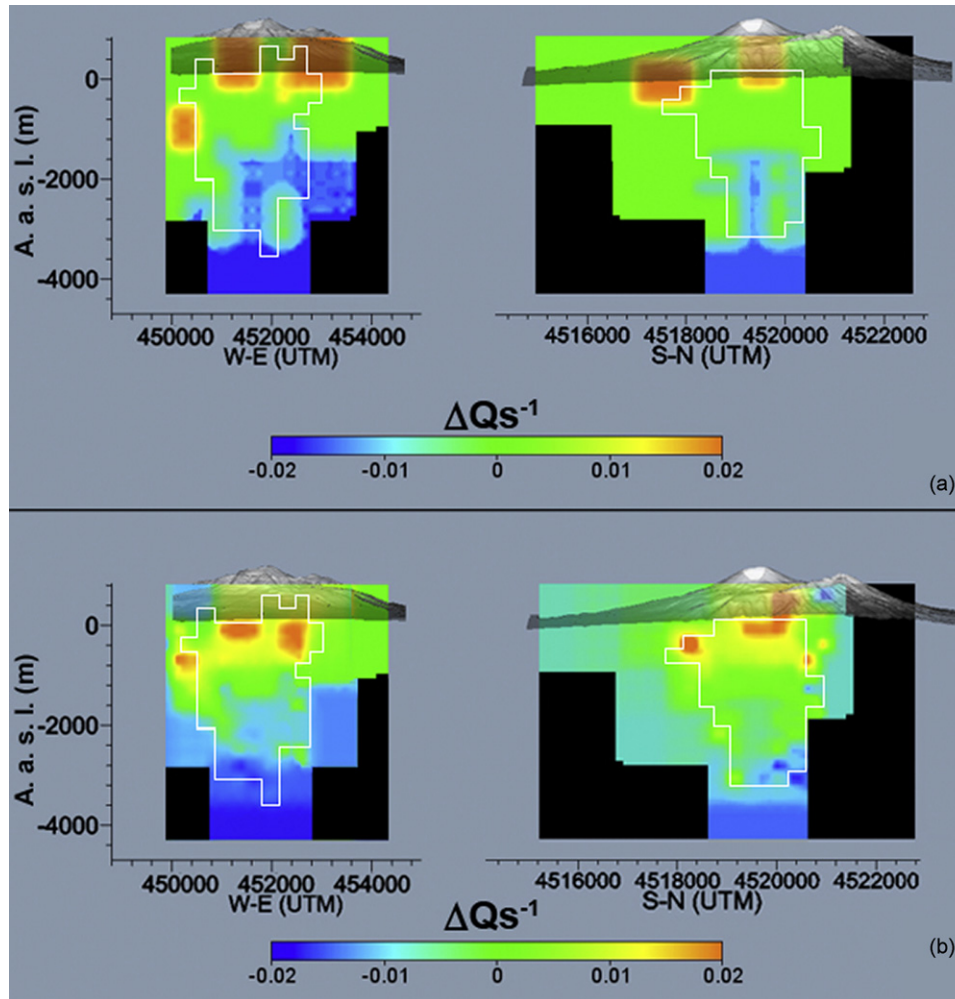 0
-2000
-4000
A. a. s. l. (m)
450000 452000 454000
W-E (UTM)
4516000 4518000 4520000 4522000
S-N (UTM)
ΔQs⁻¹
-0.02 -0.01 0 0.01 0.02
(a)
0
-2000
-4000
A. a. s. l. (m)
450000 452000 454000
W-E (UTM)
4516000 4518000 4520000 4522000
S-N (UTM)
ΔQs⁻¹
-0.02 -0.01 0 0.01 0.02
(b)